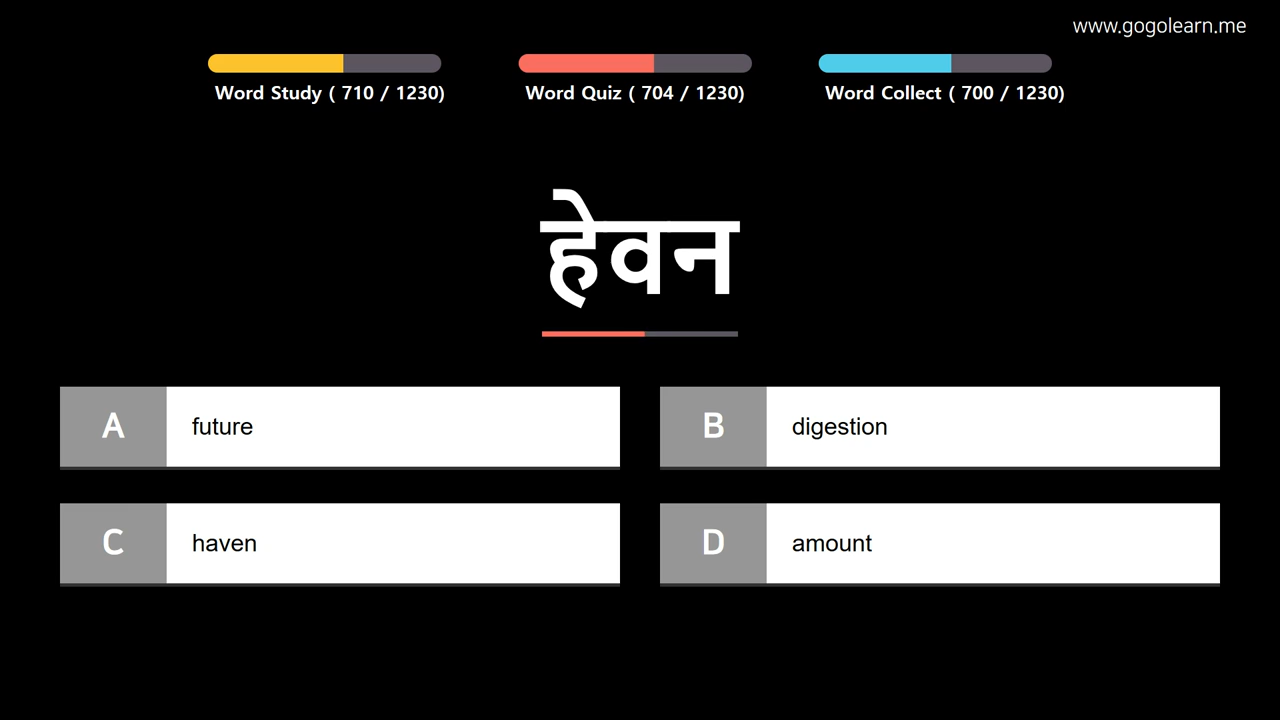 www.gogolearn.me
Word Study ( 710 / 1230)
Word Quiz ( 704 / 1230)
Word Collect ( 700 / 1230)
हेवन
A future
B digestion
C haven
D amount